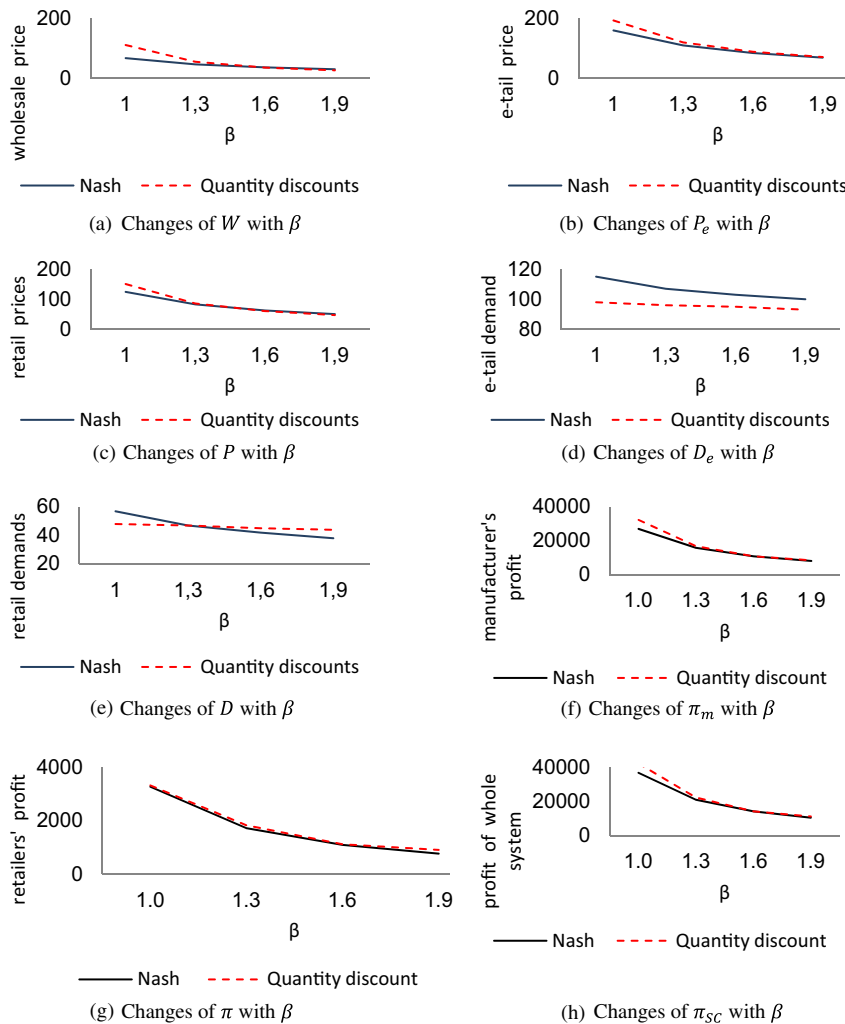 200
0
1 1,3 1,6 1,9
wholesale price
β
Nash Quantity discounts
(a) Changes of W with β
200
100
0
1 1,3 1,6 1,9
e-tail price
β
Nash Quantity discounts
(b) Changes of Pₑ with β
200
100
0
1 1,3 1,6 1,9
retail prices
β
Nash Quantity discounts
(c) Changes of P with β
120
100
80
1 1,3 1,6 1,9
e-tail demand
β
Nash Quantity discounts
(d) Changes of Dₑ with β
60
40
20
1 1,3 1,6 1,9
retail demands
β
Nash Quantity discounts
(e) Changes of D with β
40000
20000
0
1.0 1.3 1.6 1.9
manufacturer's
profit
β
Nash Quantity discount
(f) Changes of πₘ with β
4000
2000
0
1.0 1.3 1.6 1.9
retailers' profit
β
Nash Quantity discount
(g) Changes of π with β
40000
20000
0
1.0 1.3 1.6 1.9
profit of whole
system
β
Nash Quantity discount
(h) Changes of π_SC with β